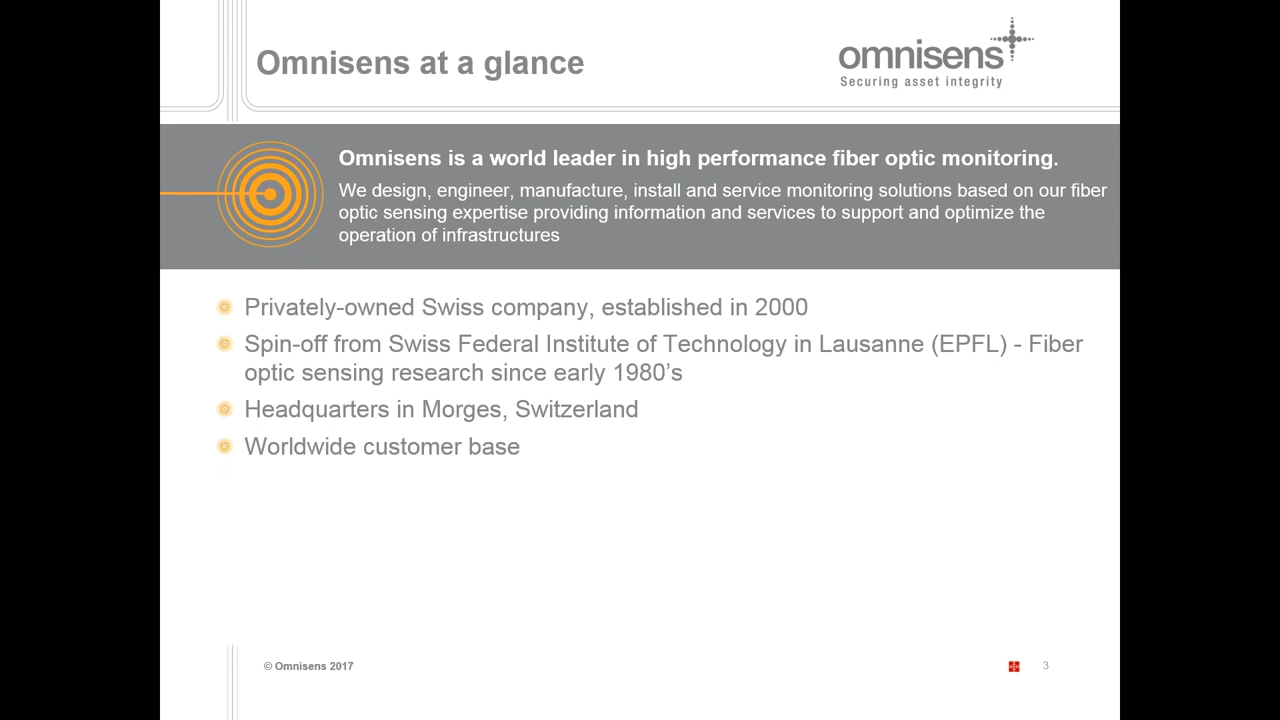 Omnisens at a glance
omnisens
Securing asset integrity
Omnisens is a world leader in high performance fiber optic monitoring.
We design, engineer, manufacture, install and service monitoring solutions based on our fiber
optic sensing expertise providing information and services to support and optimize the
operation of infrastructures
Privately-owned Swiss company, established in 2000
Spin-off from Swiss Federal Institute of Technology in Lausanne (EPFL) - Fiber
optic sensing research since early 1980’s
Headquarters in Morges, Switzerland
Worldwide customer base
© Omnisens 2017
3